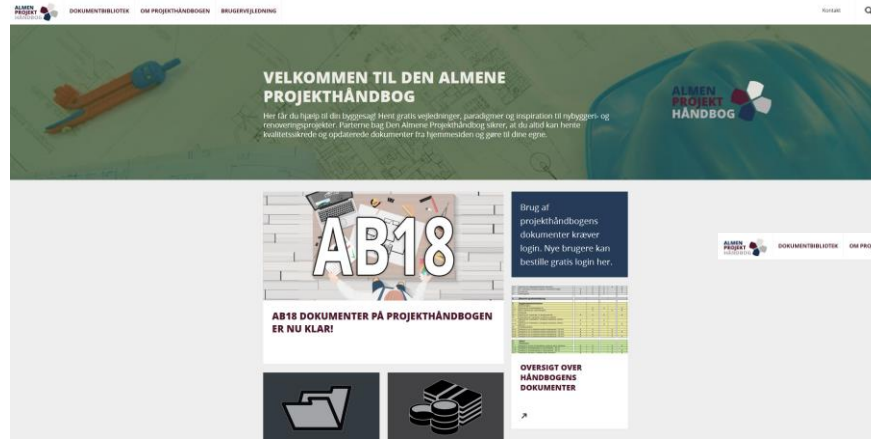 ALMEN
PROJEKT
HÅNDBOG
DOKUMENTBIBLIOTEK OM PROJEKTHÅNDBOGEN BRUGERVEJLEDNING
Kontakt
VELKOMMEN TIL DEN ALMENE
PROJEKTHÅNDBOG
Her får du hjælp til din byggesag! Hent gratis vejledninger, paradigmer og inspiration til nybyggeri- og
renoveringsprojekter. Parterne bag Den Almene Projekthåndbog sikrer, at du altid kan hente
kvalitetssikrede og opdaterede dokumenter fra hjemmesiden og gøre til dine egne.
ALMEN
PROJEKT
HÅNDBOG
AB18
AB18 DOKUMENTER PÅ PROJEKTHÅNDBOGEN
ER NU KLAR!
Brug af
projekthåndbogens
dokumenter kræver
login. Nye brugere kan
bestille gratis login her.
OVERSIGT OVER
HÅNDBOGENS
DOKUMENTER
ALMEN
PROJEKT
HÅNDBOG
DOKUMENTBIBLIOTEK OM PRO